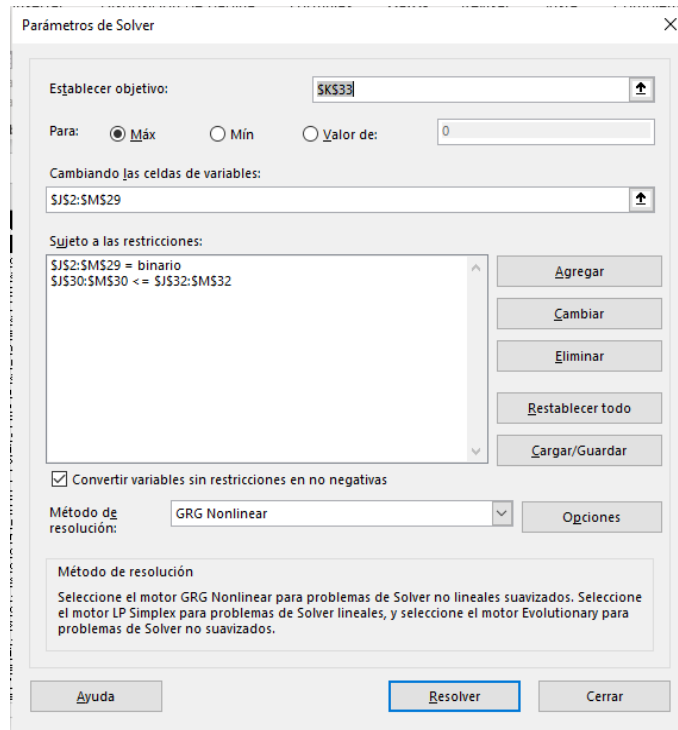 Parámetros de Solver
Establecer objetivo: $K$33
Para: Máx Mín Valor de: 0
Cambiando las celdas de variables:
$J$2:$M$29
Sujeto a las restricciones:
$J$2:$M$29 = binario
$J$30:$M$30 <= $J$32:$M$32
Agregar
Cambiar
Eliminar
Restablecer todo
Cargar/Guardar
Convertir variables sin restricciones en no negativas
Método de
resolución:
GRG Nonlinear
Opciones
Método de resolución
Seleccione el motor GRG Nonlinear para problemas de Solver no lineales suavizados. Seleccione
el motor LP Simplex para problemas de Solver lineales, y seleccione el motor Evolutionary para
problemas de Solver no suavizados.
Ayuda Resolver Cerrar